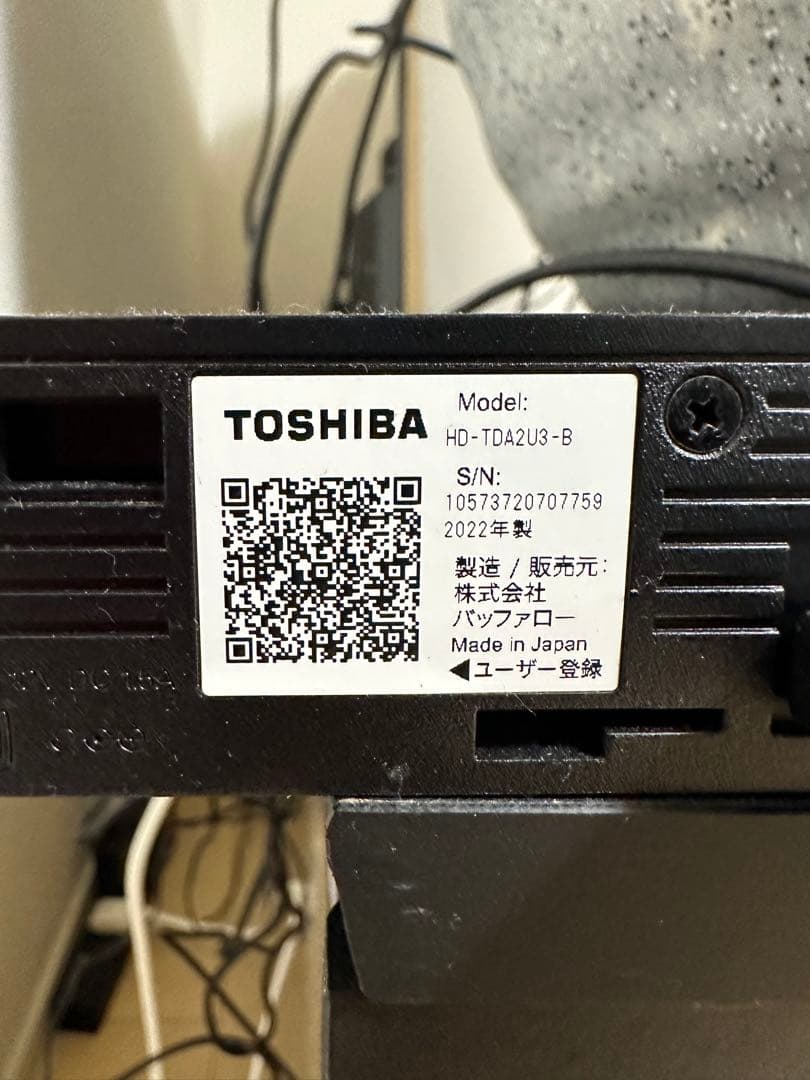 TOSHIBA
Model:
HD-TDA2U3-B
S/N:
10573720707759
2022年製
製造 / 販売元:
株式会社
バッファロー
Made in Japan
◀ユーザー登録